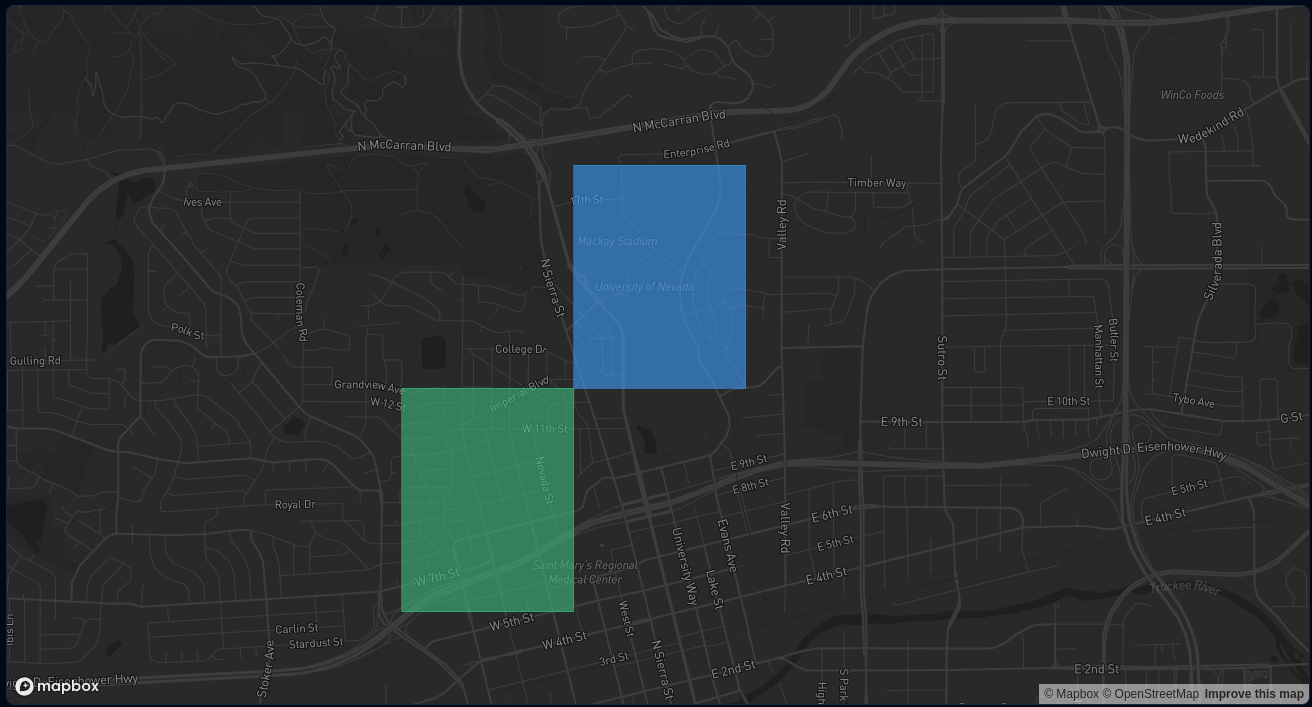 WinCo Foods
N McCarran Blvd
Wedekind Rd
N McCarran Blvd
Enterprise Rd
Timber Way
Ives Ave
17th St
Valley Rd
Mackay Stadium
Silverada Blvd
N Sierra St
University of Nevada
Coleman Rd
Polk St
Butler St
Manhattan St
College Dr
Sutro St
Gulling Rd
Grandview Ave
Imperial Blvd
W 12 St
E 10th St
Tybo Ave
G St
W 11th St
E 9th St
Dwight D. Eisenhower Hwy
E 9th St
Nevada St
E 8th St
E 5th St
Royal Dr
E 6th St
E 4th St
Valley Rd
Evans Ave
E 5th St
University Way
Saint Mary's Regional
Medical Center
W 7th St
E 4th St
Truckee River
Lake St
West St
W 5th St
Ibis Ln
Carlin St
Stardust St
W 4th St
Stoker Ave
3rd St
N Sierra St
E 2nd St
E 2nd St
D. Eisenhower Hwy
S Park
High
mapbox
© Mapbox © OpenStreetMap Improve this map